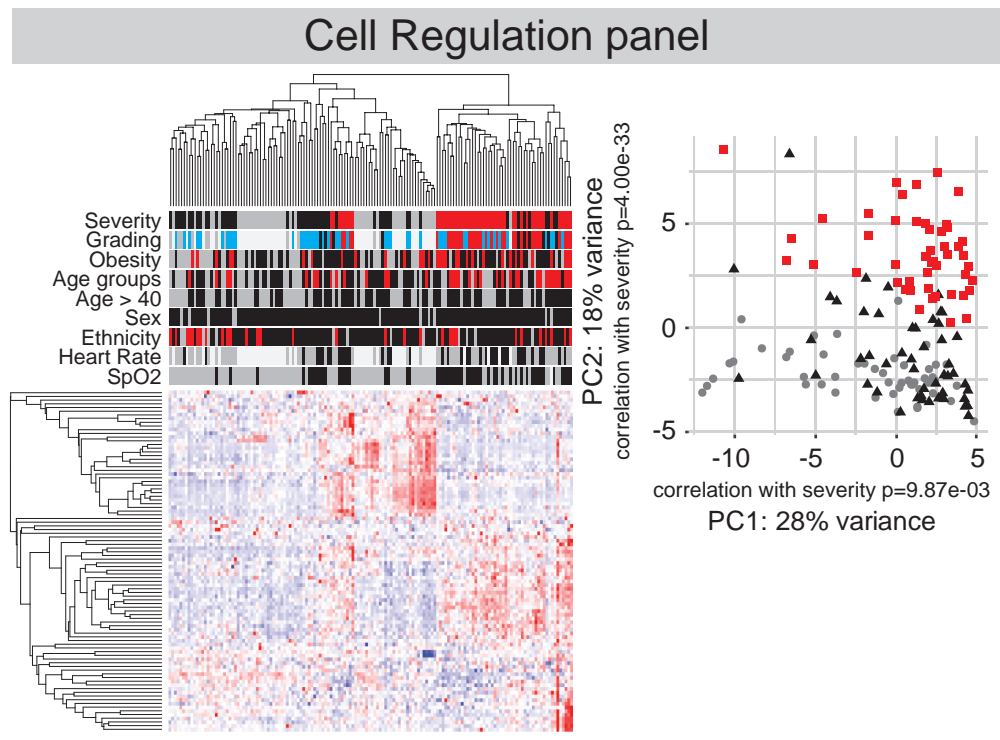 Cell Regulation panel
Severity
Grading
Obesity
Age groups
Age > 40
Sex
Ethnicity
Heart Rate
SpO2
PC2: 18% variance
correlation with severity p=4.00e-33
5
0
-5
-10
-5
0
5
correlation with severity p=9.87e-03
PC1: 28% variance